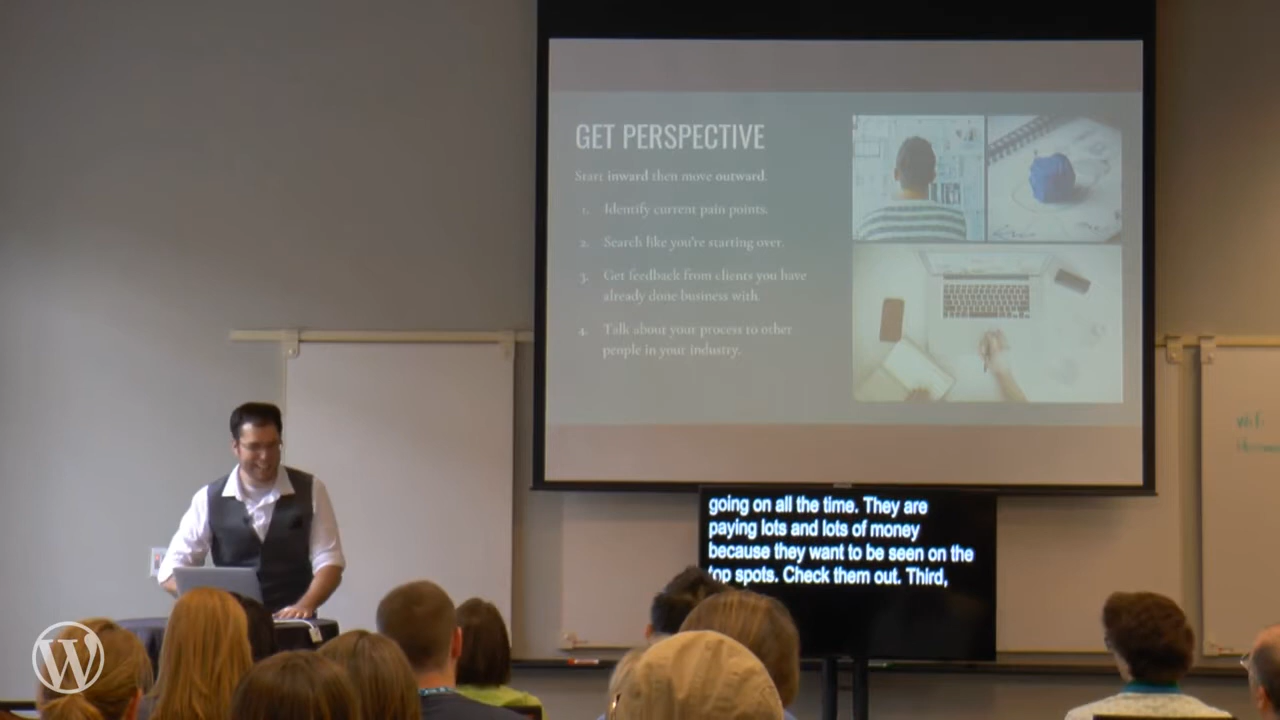 GET PERSPECTIVE
Start inward then move outward.
1. Identify current pain points.
2. Search like you're starting over.
3. Get feedback from clients you have
already done business with.
4. Talk about your process to other
people in your industry.
going on all the time. They are
paying lots and lots of money
because they want to be seen on the
top spots. Check them out. Third,
W